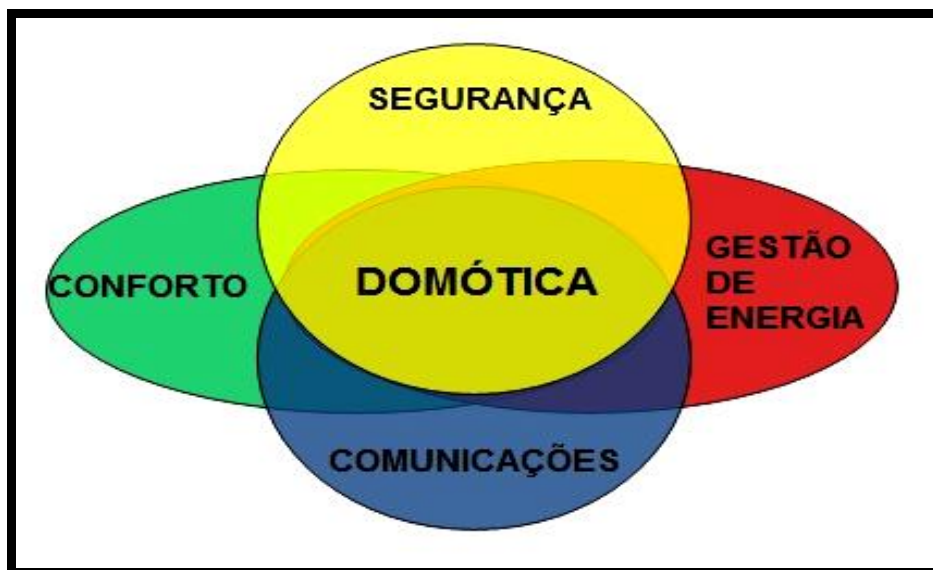 SEGURANÇA
CONFORTO
DOMÓTICA
GESTÃO
DE
ENERGIA
COMUNICAÇÕES